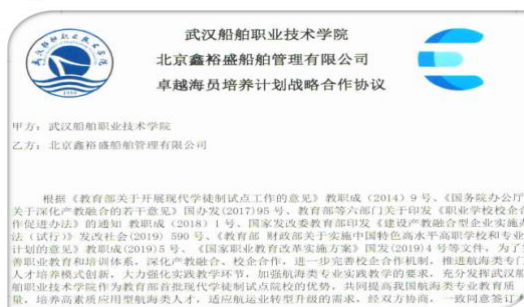 武汉船舶职业技术学院
北京鑫裕盛船舶管理有限公司
卓越海员培养计划战略合作协议
甲方：武汉船舶职业技术学院
乙方：北京鑫裕盛船舶管理有限公司
根据《教育部关于开展现代学徒制试点工作的意见》教职成（2014）9 号、《国务院办公厅
关于深化产教融合的若干意见》国办发(2017)95 号、教育部等六部门关于印发《职业学校校企合
作促进办法》的通知 教职成（2018）1 号、国家发改委教育部印发《建设产教融合型企业实施办
法（试行）》发改社会(2019) 590 号、《教育部 财政部关于实施中国特色高水平高职学校和专业
计划的意见》教职成(2019)5 号、《国家职业教育改革实施方案》国发(2019)4 号等文件，为了完
善职业教育和培训体系，深化产教融合、校企合作，进一步完善校企合作机制，推进航海类专门
人才培养模式创新，大力强化实践教学环节，加强航海类专业实践教学的要求，充分发挥武汉船
舶职业技术学院作为教育部首批现代学徒制试点院校的优势，共同提高我国航海类专业教育质
量，培养高素质应用型航海类人才，适应航运业转型升级的需求，经双方协商，一致同意签订